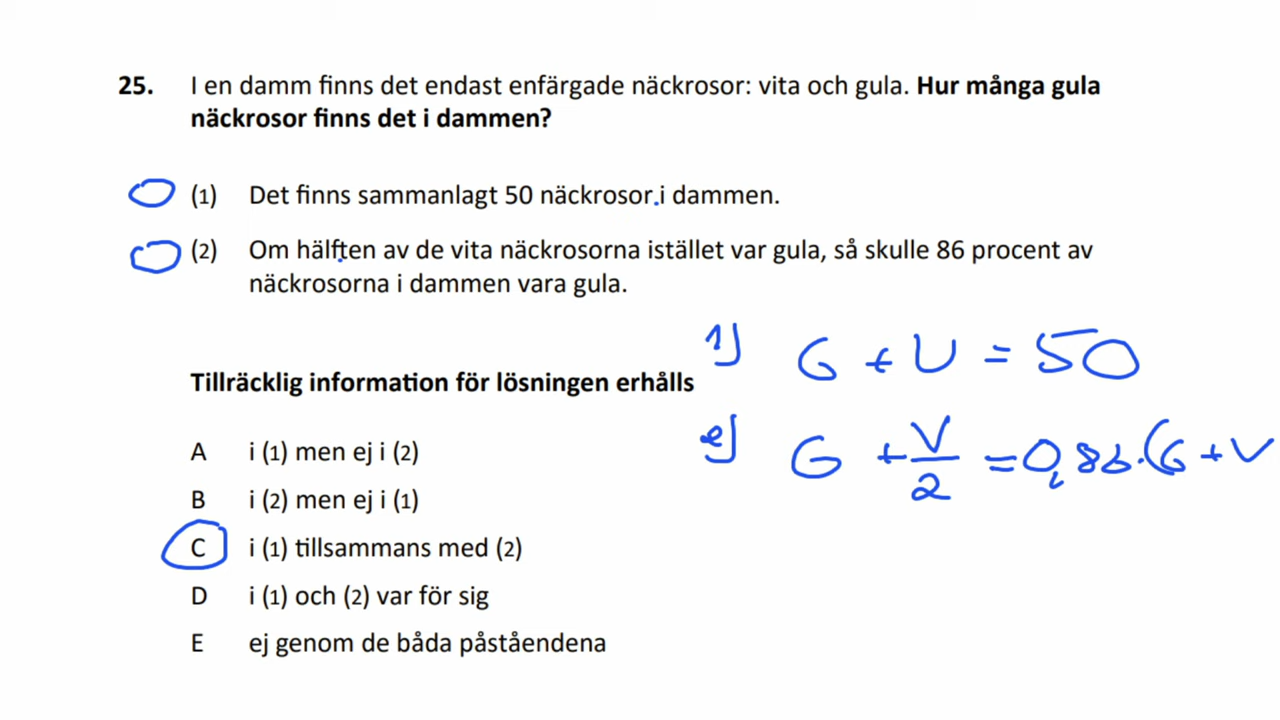 25. I en damm finns det endast enfärgade näckrosor: vita och gula. Hur många gula
näckrosor finns det i dammen?
(1) Det finns sammanlagt 50 näckrosor i dammen.
(2) Om hälften av de vita näckrosorna istället var gula, så skulle 86 procent av
näckrosorna i dammen vara gula.
1) G + V = 50
Tillräcklig information för lösningen erhålls
2) G + V/2 = 0,86·(G + V
A i (1) men ej i (2)
B i (2) men ej i (1)
C i (1) tillsammans med (2)
D i (1) och (2) var för sig
E ej genom de båda påståendena